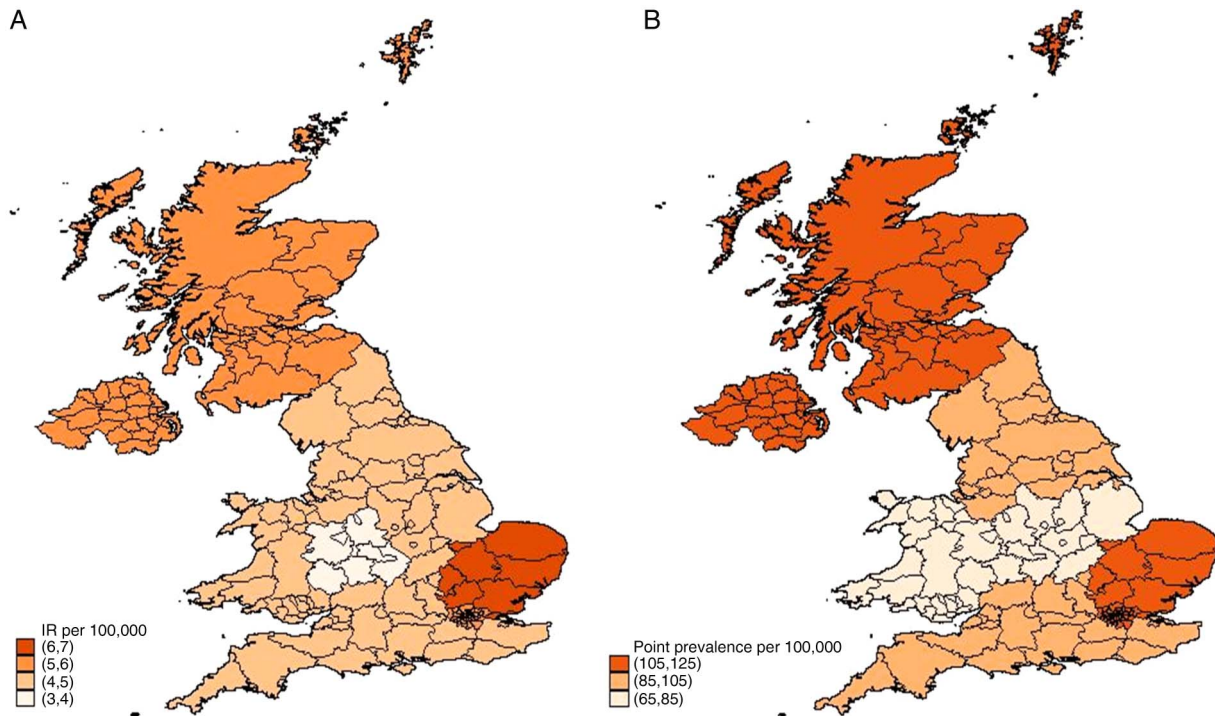 A
B
IR per 100,000
(6,7)
(5,6)
(4,5)
(3,4)
Point prevalence per 100,000
(105,125)
(85,105)
(65,85)